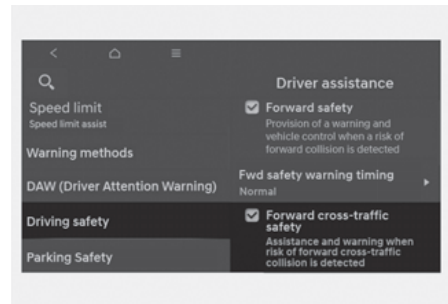 Driver assistance
Speed limit
Speed limit assist
Warning methods
DAW (Driver Attention Warning)
Driving safety
Parking Safety
Forward safety
Provision of a warning and
vehicle control when a risk of
forward collision is detected
Fwd safety warning timing
Normal
Forward cross-traffic
safety
Assistance and warning when
risk of forward cross-traffic
collision is detected